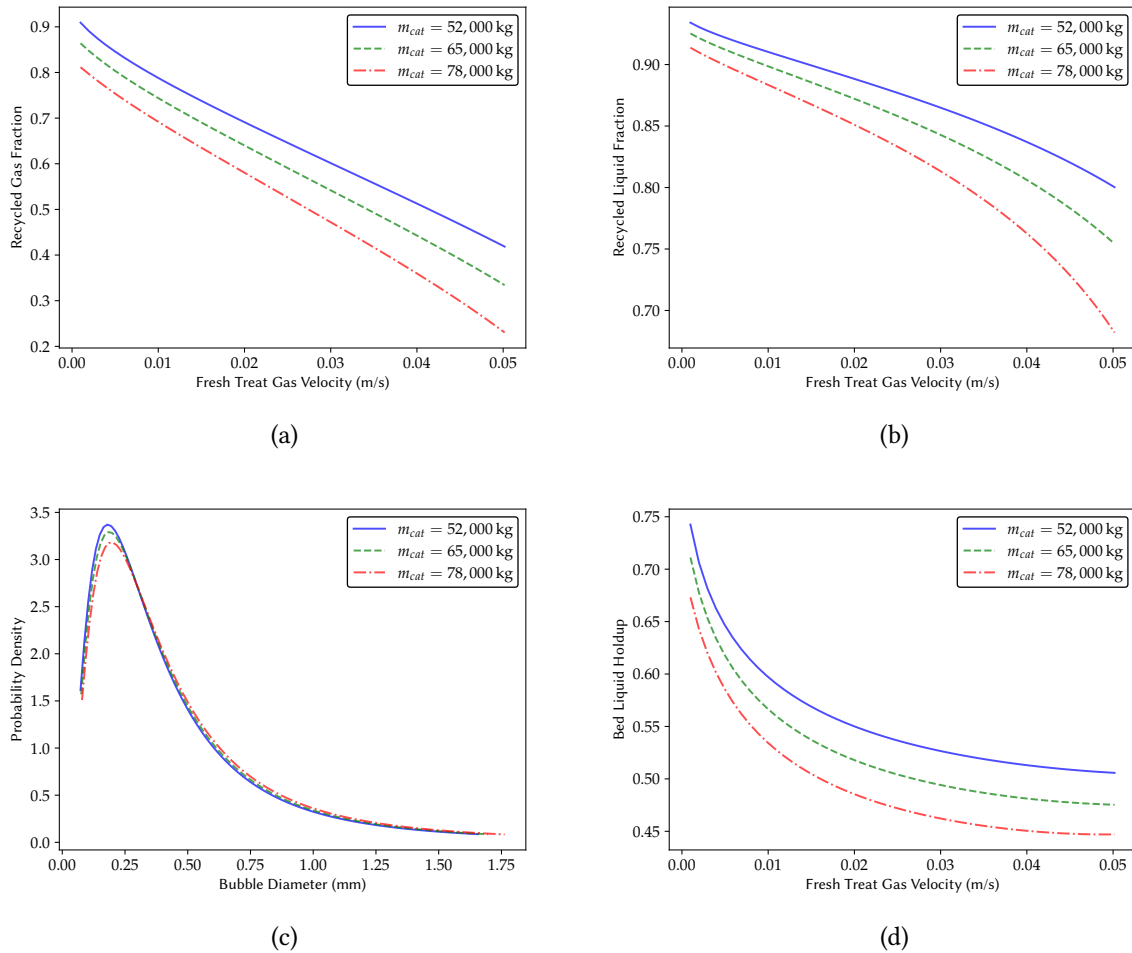 0.9
0.8
0.7
0.6
0.5
0.4
0.3
0.2
Recycled Gas Fraction
m_cat = 52,000 kg
m_cat = 65,000 kg
m_cat = 78,000 kg
0.00 0.01 0.02 0.03 0.04 0.05
Fresh Treat Gas Velocity (m/s)
(a)
0.90
0.85
0.80
0.75
0.70
Recycled Liquid Fraction
m_cat = 52,000 kg
m_cat = 65,000 kg
m_cat = 78,000 kg
0.00 0.01 0.02 0.03 0.04 0.05
Fresh Treat Gas Velocity (m/s)
(b)
3.5
3.0
2.5
2.0
1.5
1.0
0.5
0.0
Probability Density
m_cat = 52,000 kg
m_cat = 65,000 kg
m_cat = 78,000 kg
0.00 0.25 0.50 0.75 1.00 1.25 1.50 1.75
Bubble Diameter (mm)
(c)
0.75
0.70
0.65
0.60
0.55
0.50
0.45
Bed Liquid Holdup
m_cat = 52,000 kg
m_cat = 65,000 kg
m_cat = 78,000 kg
0.00 0.01 0.02 0.03 0.04 0.05
Fresh Treat Gas Velocity (m/s)
(d)